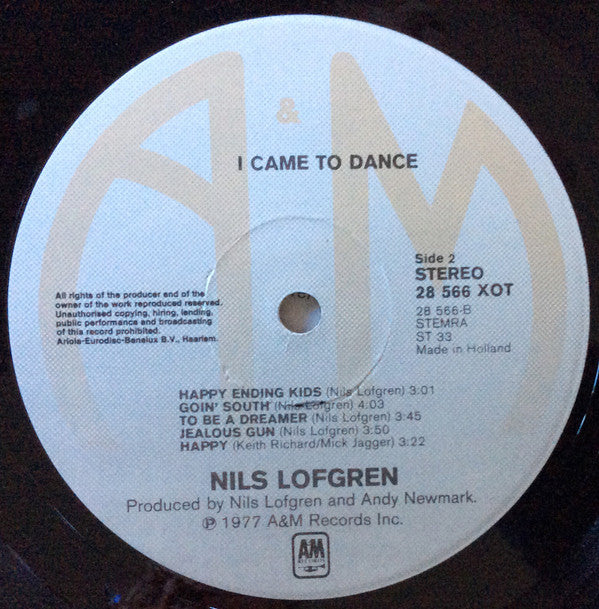 A & M
I CAME TO DANCE
Side 2
STEREO
28 566 XOT
28 566-B
STEMRA
ST 33
Made in Holland
All rights of the producer and of the
owner of the work reproduced reserved.
Unauthorised copying, hiring, lending,
public performance and broadcasting
of this record prohibited.
Ariola-Eurodisc-Benelux B.V., Haarlem.
HAPPY ENDING KIDS (Nils Lofgren) 3:01
GOIN' SOUTH (Nils Lofgren) 4:03
TO BE A DREAMER (Nils Lofgren) 3:45
JEALOUS GUN (Nils Lofgren) 3:50
HAPPY (Keith Richard/Mick Jagger) 3:22
NILS LOFGREN
Produced by Nils Lofgren and Andy Newmark.
℗ 1977 A&M Records Inc.
AM
RECORDS